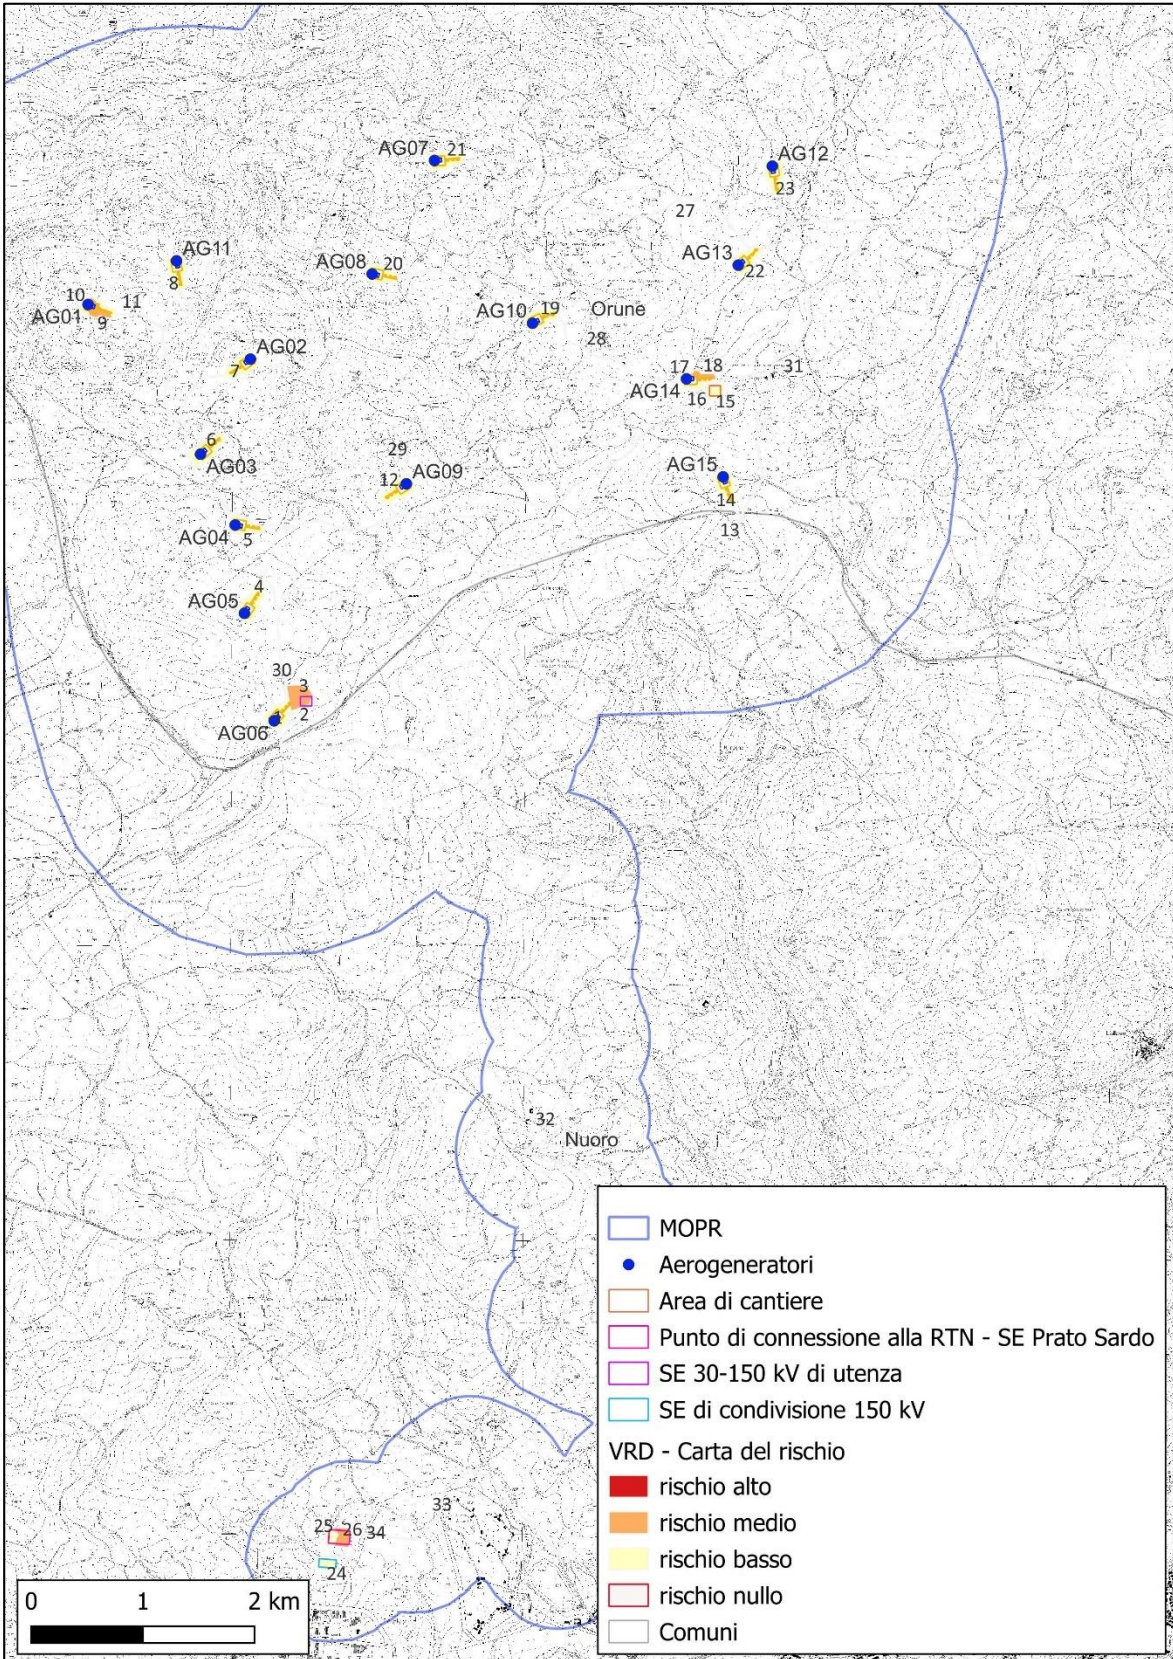 AG07
21
AG12
23
27
AG11
8
AG08
20
AG13
22
10
11
AG01
9
AG10
19
Orune
28
AG02
7
17
18
31
AG14
16
15
6
AG03
29
12
AG09
AG15
14
13
AG04
5
4
AG05
30
3
2
1
AG06
32
Nuoro
MOPR
Aerogeneratori
Area di cantiere
Punto di connessione alla RTN - SE Prato Sardo
SE 30-150 kV di utenza
SE di condivisione 150 kV
VRD - Carta del rischio
rischio alto
rischio medio
rischio basso
rischio nullo
Comuni
33
25
26
34
24
0 1 2 km